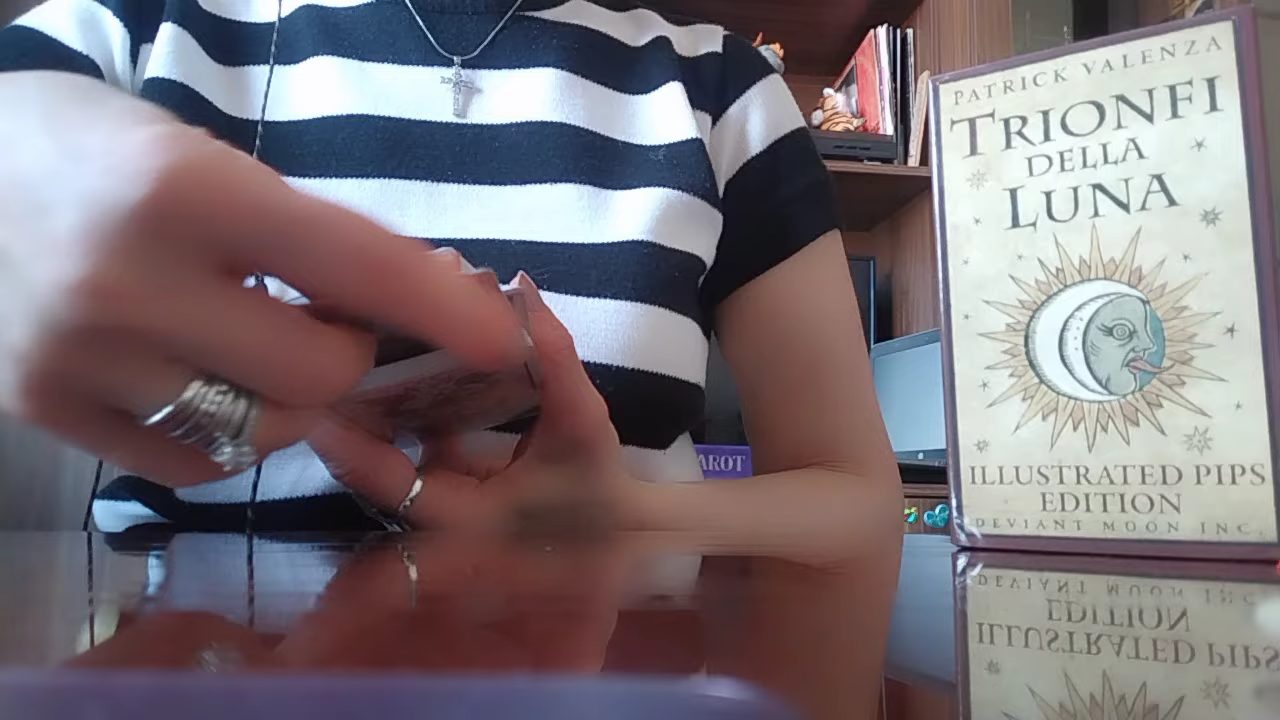 PATRICK VALENZA
TRIONFI
DELLA
LUNA
ILLUSTRATED PIPS
EDITION
DEVIANT MOON INC.
AROT